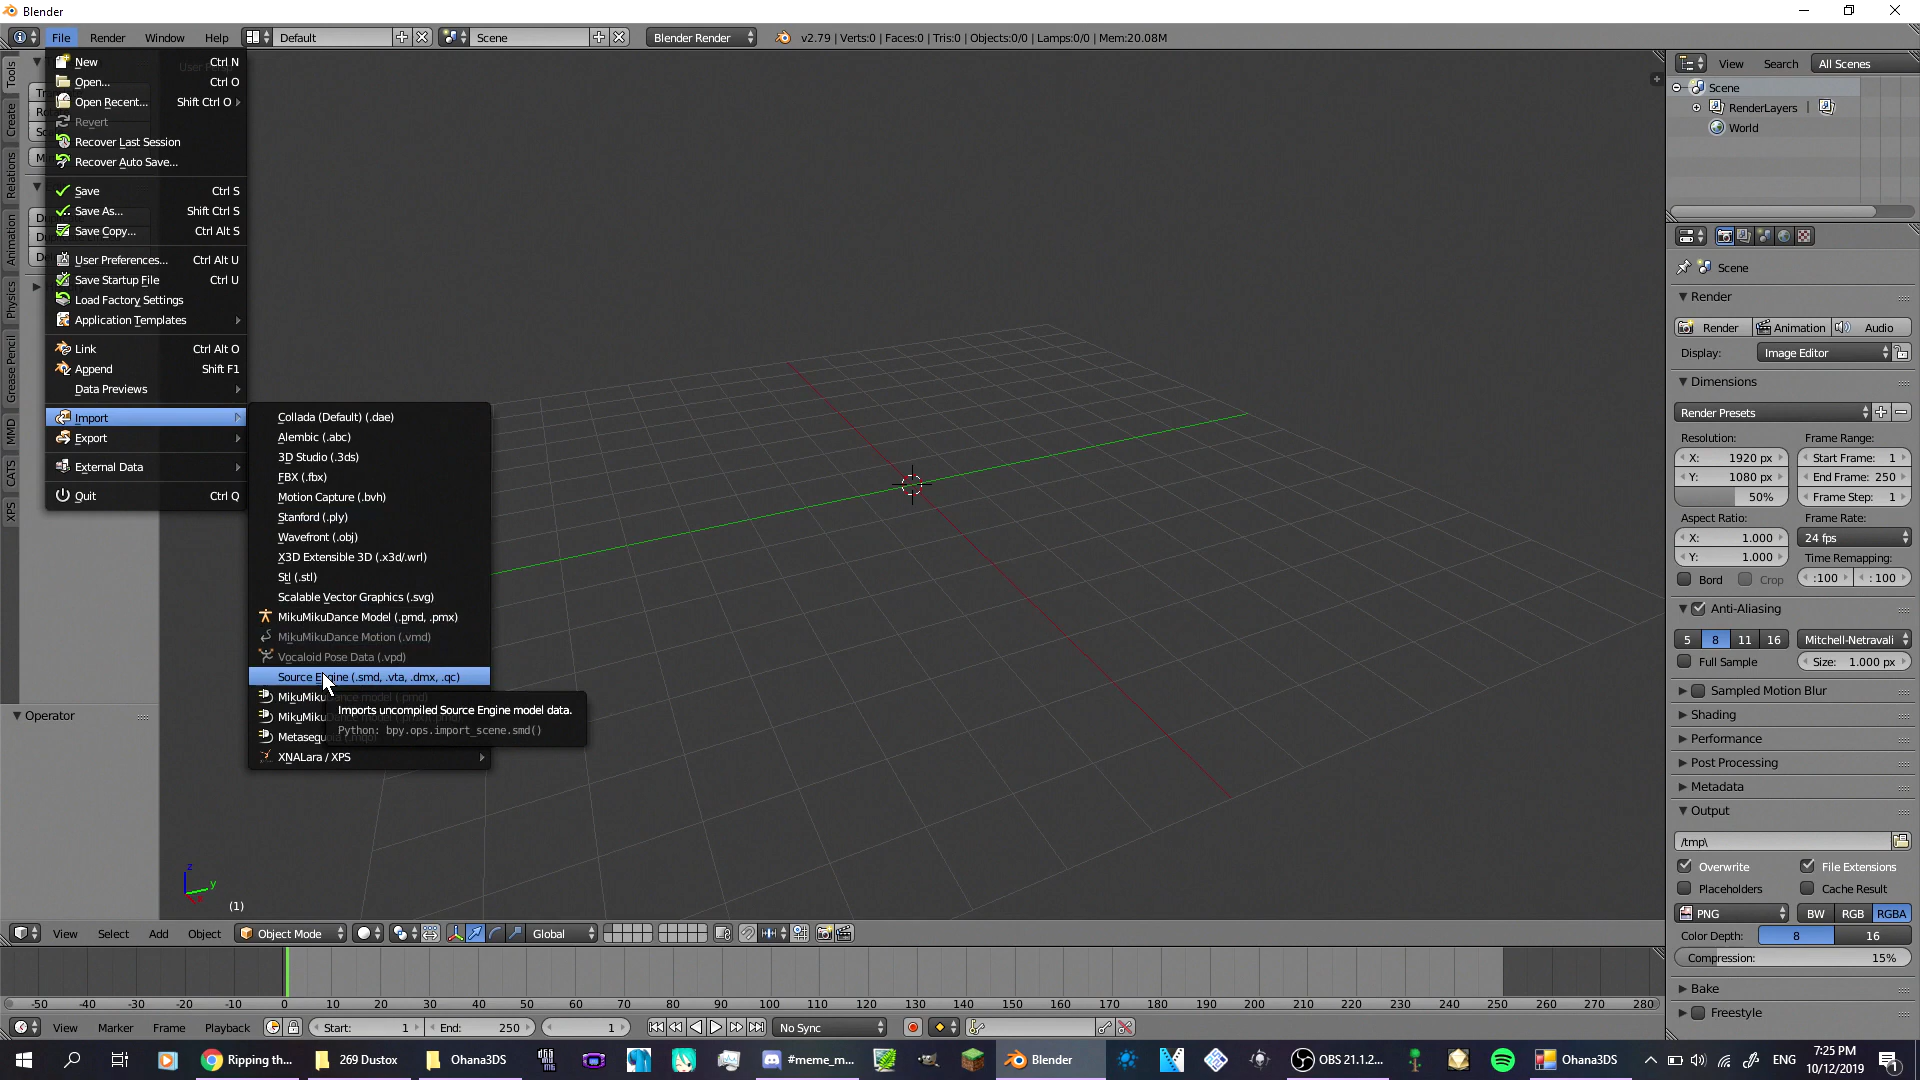 Blender
File Render Window Help Default Scene Blender Render v2.79 | Verts:0 | Faces:0 | Tris:0 | Objects:0/0 | Lamps:0/0 | Mem:20.08M
New Ctrl N
Open... Ctrl O
Open Recent... Shift Ctrl O
Revert
Recover Last Session
Recover Auto Save...
Save Ctrl S
Save As... Shift Ctrl S
Save Copy... Ctrl Alt S
User Preferences... Ctrl Alt U
Save Startup File Ctrl U
Load Factory Settings
Application Templates
Link Ctrl Alt O
Append Shift F1
Data Previews
Import
Export
External Data
Quit Ctrl Q
Tools
Create
Relations
Animation
Physics
Grease Pencil
MMD
CATS
XPS
Operator
Collada (Default) (.dae)
Alembic (.abc)
3D Studio (.3ds)
FBX (.fbx)
Motion Capture (.bvh)
Stanford (.ply)
Wavefront (.obj)
X3D Extensible 3D (.x3d/.wrl)
Stl (.stl)
Scalable Vector Graphics (.svg)
MikuMikuDance Model (.pmd, .pmx)
MikuMikuDance Motion (.vmd)
Vocaloid Pose Data (.vpd)
Source Engine (.smd, .vta, .dmx, .qc)
MikuMikuDance model (.pmd)
MikuMiku
Metasequoia
XNALara / XPS
Imports uncompiled Source Engine model data.
Python: bpy.ops.import_scene.smd()
z
y
(1)
View Search All Scenes
Scene
RenderLayers |
World
Scene
Render
Render Animation Audio
Display: Image Editor
Dimensions
Render Presets
Resolution: Frame Range:
X: 1920 px Start Frame: 1
Y: 1080 px End Frame: 250
50% Frame Step: 1
Aspect Ratio: Frame Rate:
X: 1.000 24 fps
Y: 1.000 Time Remapping:
Bord Crop :100 : 100
Anti-Aliasing
5 8 11 16 Mitchell-Netravali
Full Sample Size: 1.000 px
Sampled Motion Blur
Shading
Performance
Post Processing
Metadata
Output
/tmp\
Overwrite File Extensions
Placeholders Cache Result
PNG BW RGB RGBA
Color Depth: 8 16
Compression: 15%
Bake
Freestyle
View Select Add Object Object Mode Global
-50 -40 -30 -20 -10 0 10 20 30 40 50 60 70 80 90 100 110 120 130 140 150 160 170 180 190 200 210 220 230 240 250 260 270 280
View Marker Frame Playback Start: 1 End: 250 1 No Sync
Ripping th... 269 Dustox Ohana3DS #meme_m... Blender OBS 21.1.2... Ohana3DS ENG 7:25 PM
10/12/2019
1